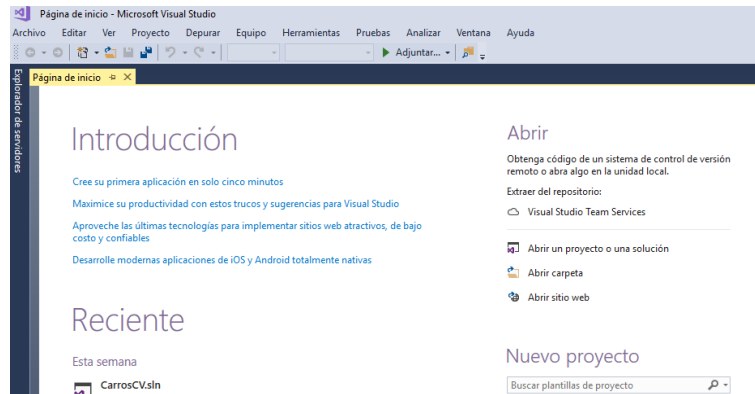 Página de inicio - Microsoft Visual Studio
Archivo Editar Ver Proyecto Depurar Equipo Herramientas Pruebas Analizar Ventana Ayuda
Adjuntar...
Explorador de servidores
Página de inicio
Introducción
Cree su primera aplicación en solo cinco minutos
Maximice su productividad con estos trucos y sugerencias para Visual Studio
Aproveche las últimas tecnologías para implementar sitios web atractivos, de bajo
costo y confiables
Desarrolle modernas aplicaciones de iOS y Android totalmente nativas
Reciente
Esta semana
CarrosCV.sln
Abrir
Obtenga código de un sistema de control de versión
remoto o abra algo en la unidad local.
Extraer del repositorio:
Visual Studio Team Services
Abrir un proyecto o una solución
Abrir carpeta
Abrir sitio web
Nuevo proyecto
Buscar plantillas de proyecto